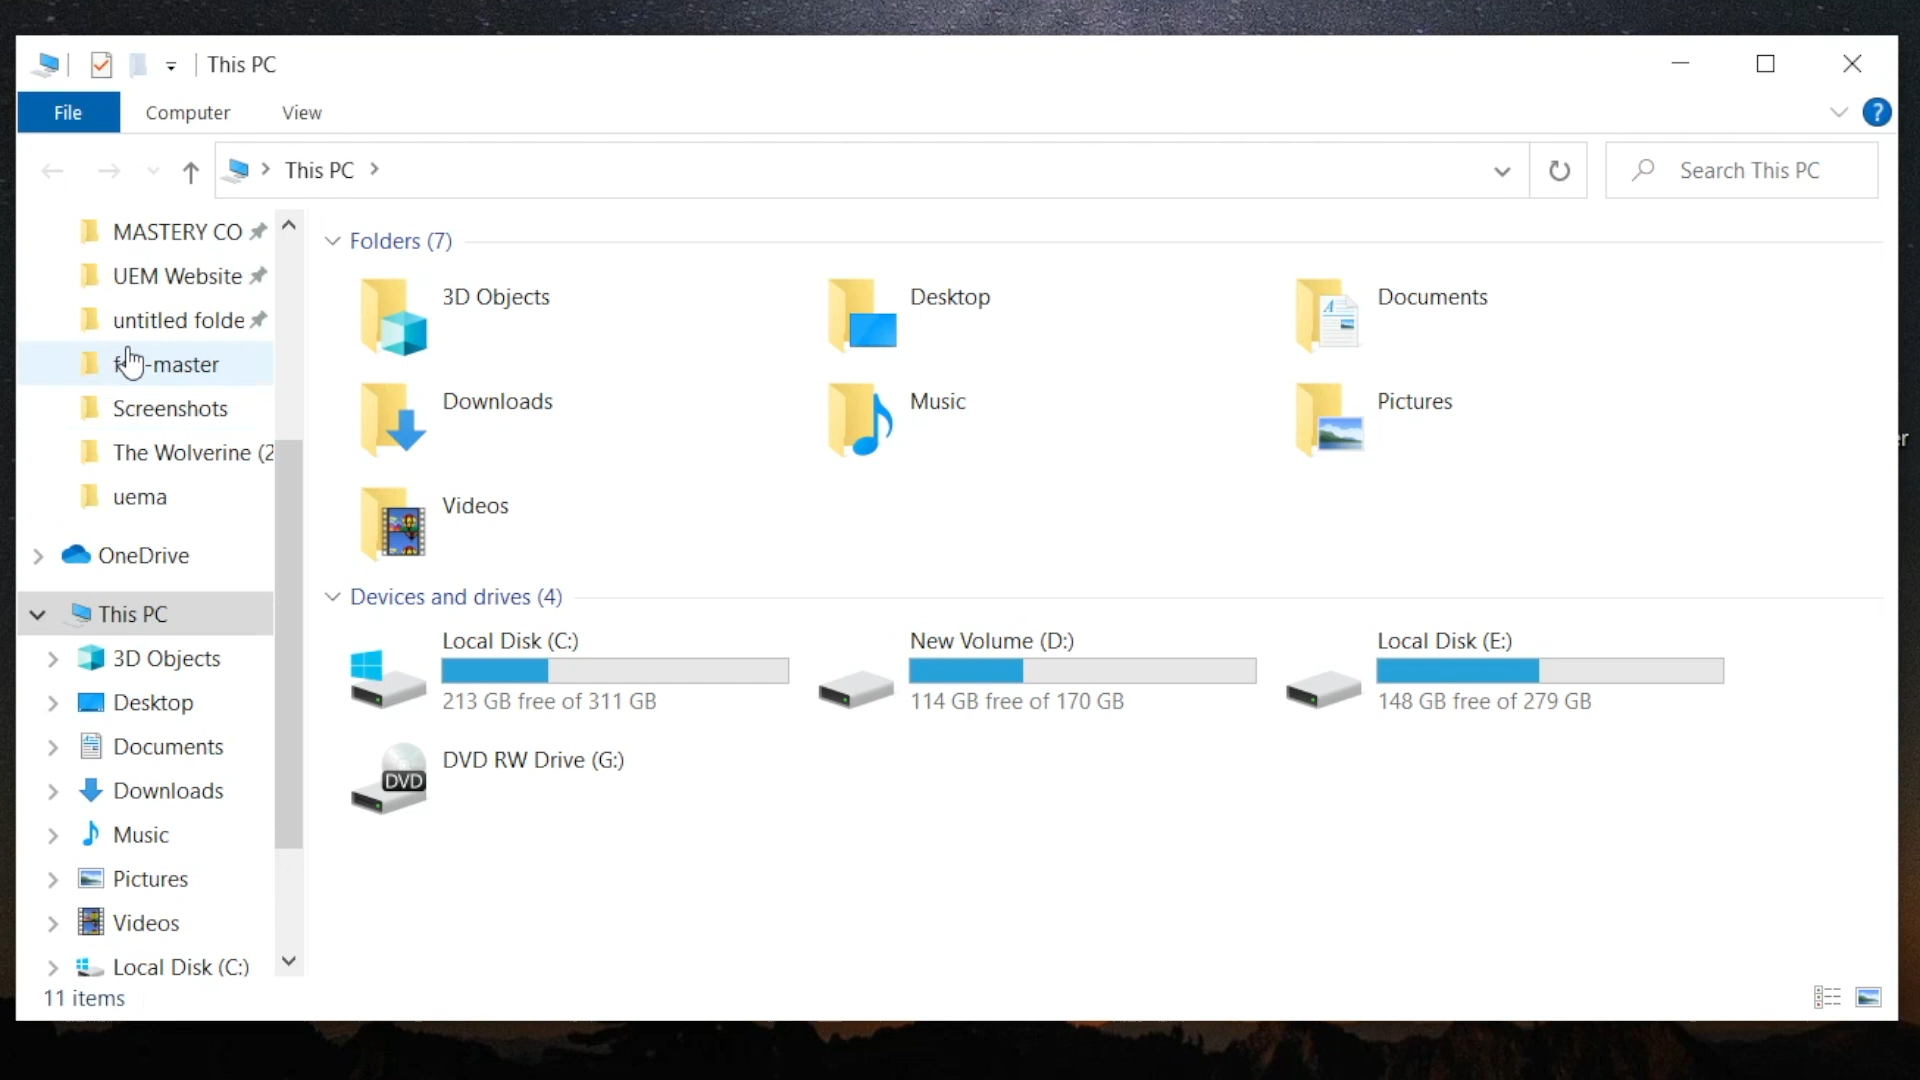 This PC
File Computer View
This PC
Search This PC
MASTERY CO
UEM Website
untitled folde
-master
Screenshots
The Wolverine (2
uema
OneDrive
This PC
3D Objects
Desktop
Documents
Downloads
Music
Pictures
Videos
Local Disk (C:)
11 items
Folders (7)
3D Objects
Desktop
Documents
Downloads
Music
Pictures
Videos
Devices and drives (4)
Local Disk (C:)
213 GB free of 311 GB
New Volume (D:)
114 GB free of 170 GB
Local Disk (E:)
148 GB free of 279 GB
DVD
DVD RW Drive (G:)
er